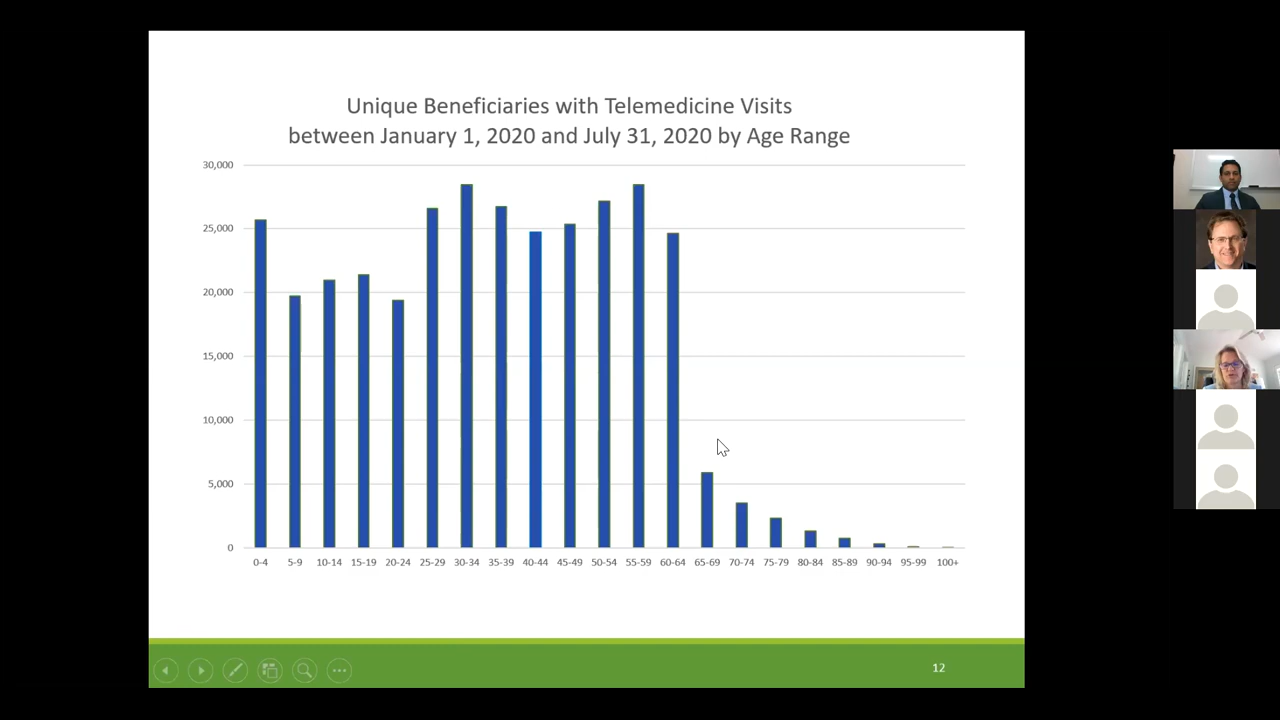 Unique Beneficiaries with Telemedicine Visits
between January 1, 2020 and July 31, 2020 by Age Range
30,000
25,000
20,000
15,000
10,000
5,000
0
0-4 5-9 10-14 15-19 20-24 25-29 30-34 35-39 40-44 45-49 50-54 55-59 60-64 65-69 70-74 75-79 80-84 85-89 90-94 95-99 100+
12